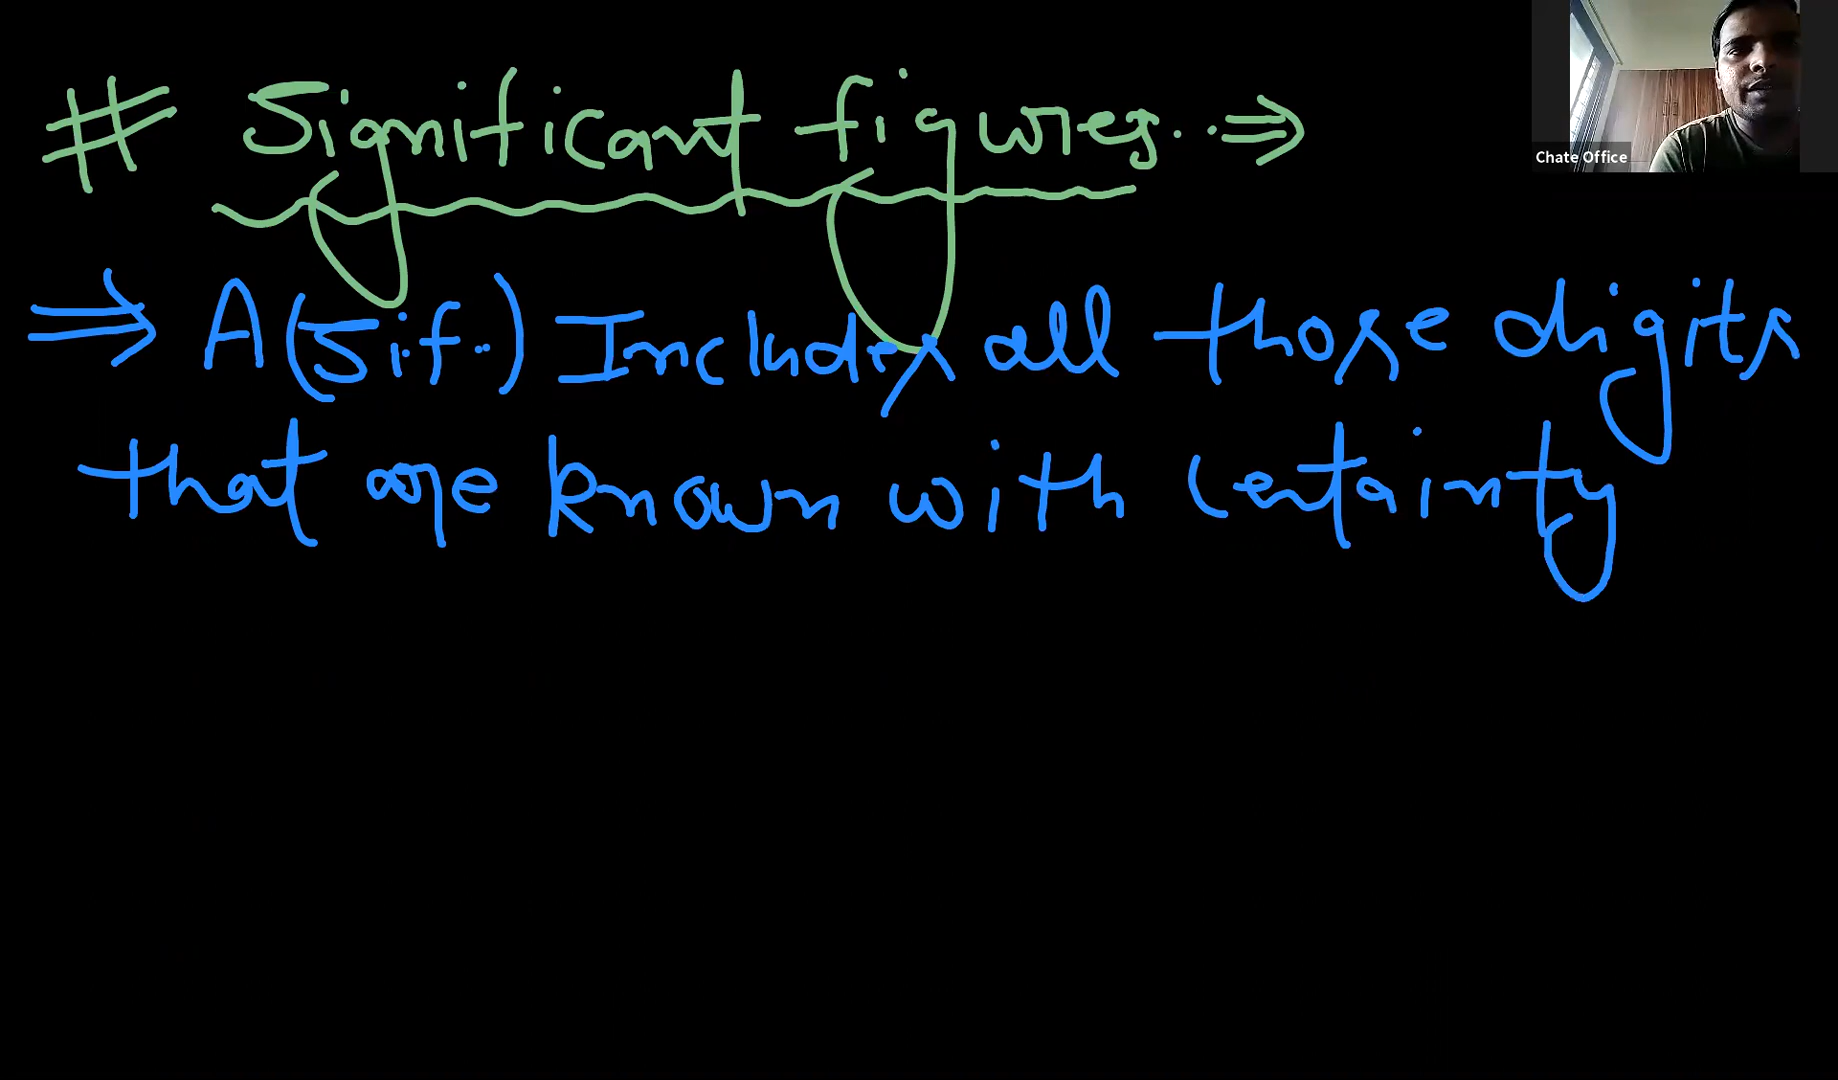 # Significant figures.. ⇒
Chate Office
⇒ A (S.f.) Includes all those digits
that are known with certainty